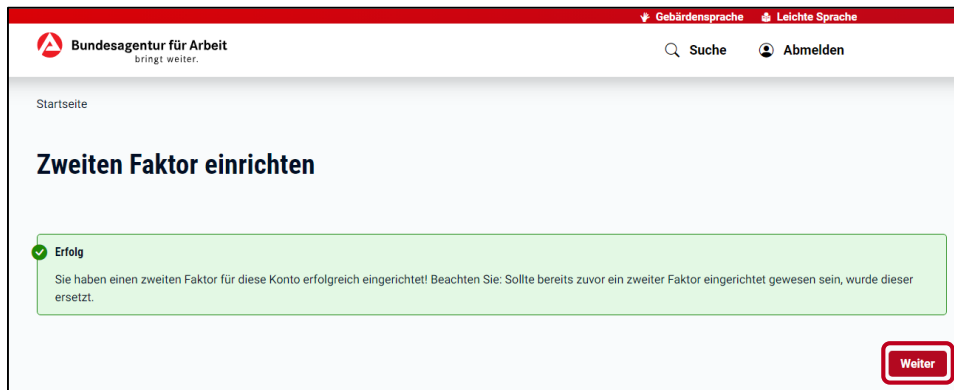 Gebärdensprache Leichte Sprache
Bundesagentur für Arbeit
bringt weiter.
Suche Abmelden
Startseite
Zweiten Faktor einrichten
Erfolg
Sie haben einen zweiten Faktor für diese Konto erfolgreich eingerichtet! Beachten Sie: Sollte bereits zuvor ein zweiter Faktor eingerichtet gewesen sein, wurde dieser
ersetzt.
Weiter